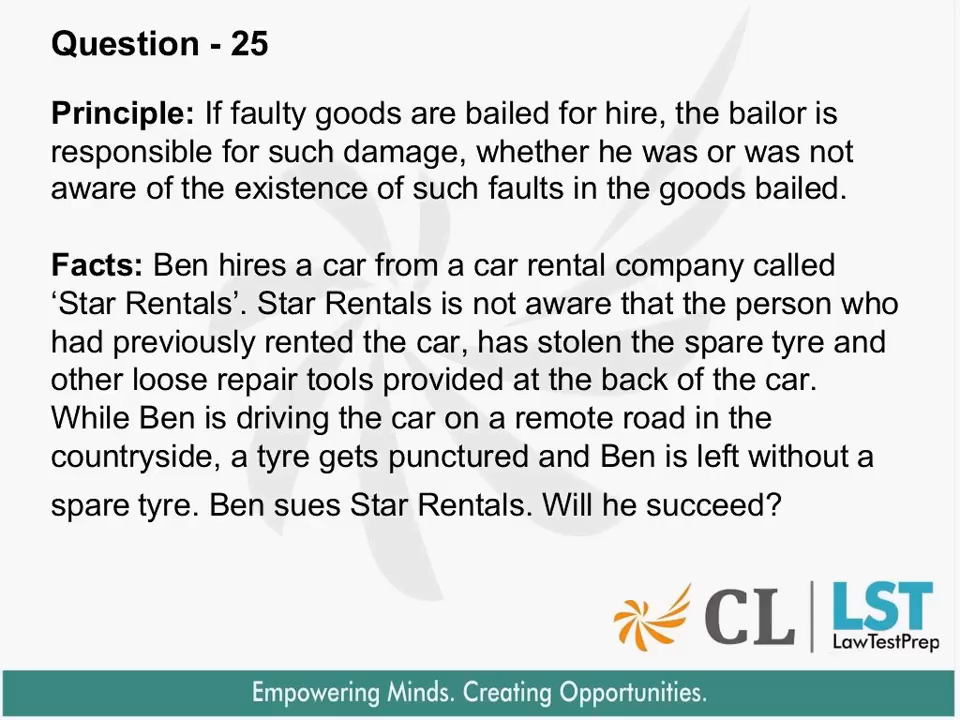 Question - 25
Principle: If faulty goods are bailed for hire, the bailor is
responsible for such damage, whether he was or was not
aware of the existence of such faults in the goods bailed.
Facts: Ben hires a car from a car rental company called
‘Star Rentals’. Star Rentals is not aware that the person who
had previously rented the car, has stolen the spare tyre and
other loose repair tools provided at the back of the car.
While Ben is driving the car on a remote road in the
countryside, a tyre gets punctured and Ben is left without a
spare tyre. Ben sues Star Rentals. Will he succeed?
CL LST
LawTestPrep
Empowering Minds. Creating Opportunities.